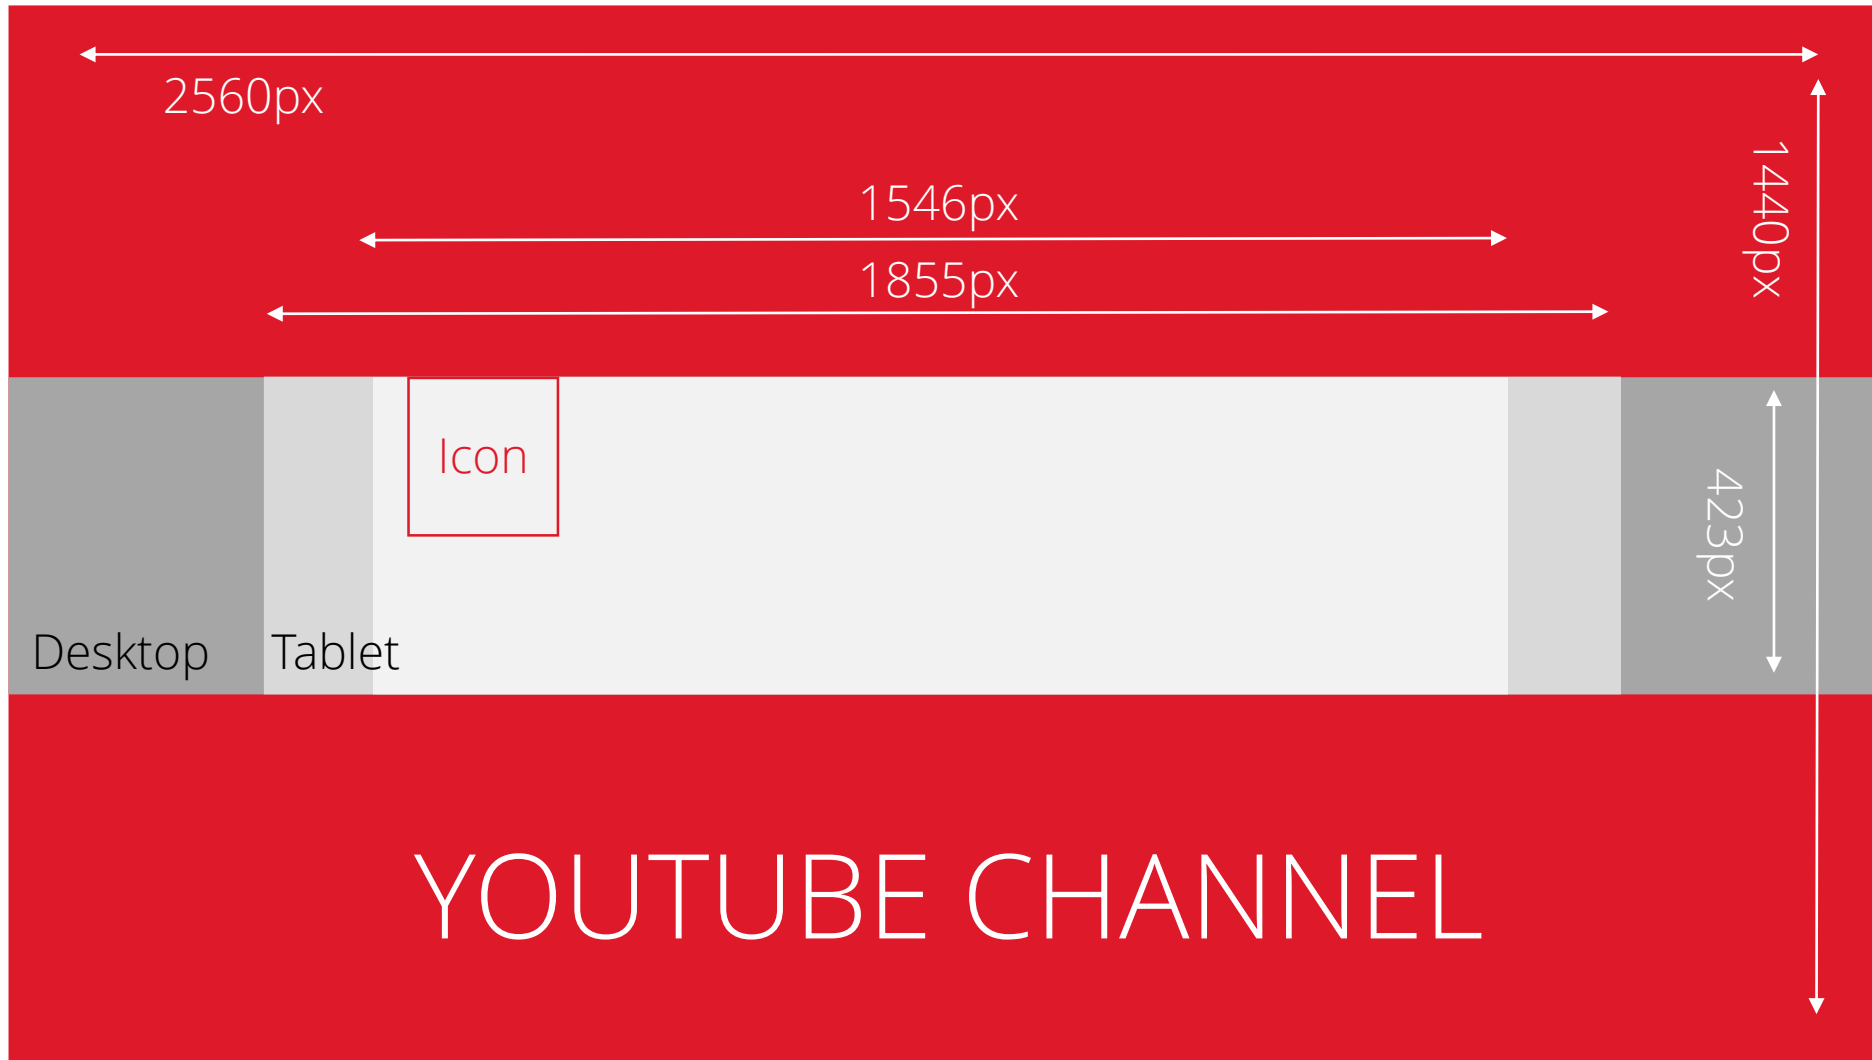 2560px
1440px
1546px
1855px
Icon
423px
Desktop
Tablet
YOUTUBE CHANNEL